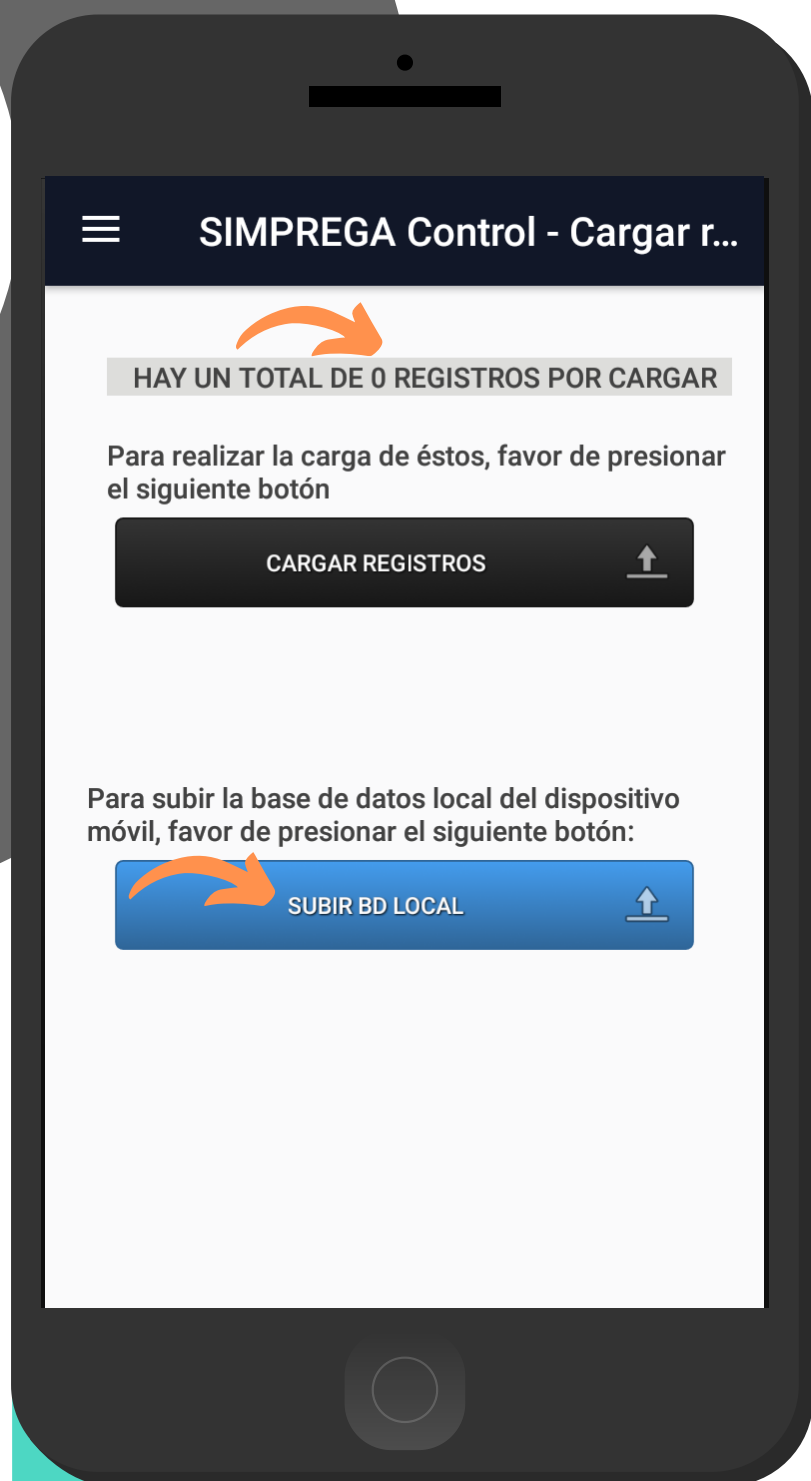 SIMPREGA Control - Cargar r...
HAY UN TOTAL DE 0 REGISTROS POR CARGAR
Para realizar la carga de éstos, favor de presionar
el siguiente botón
CARGAR REGISTROS
Para subir la base de datos local del dispositivo
móvil, favor de presionar el siguiente botón:
SUBIR BD LOCAL